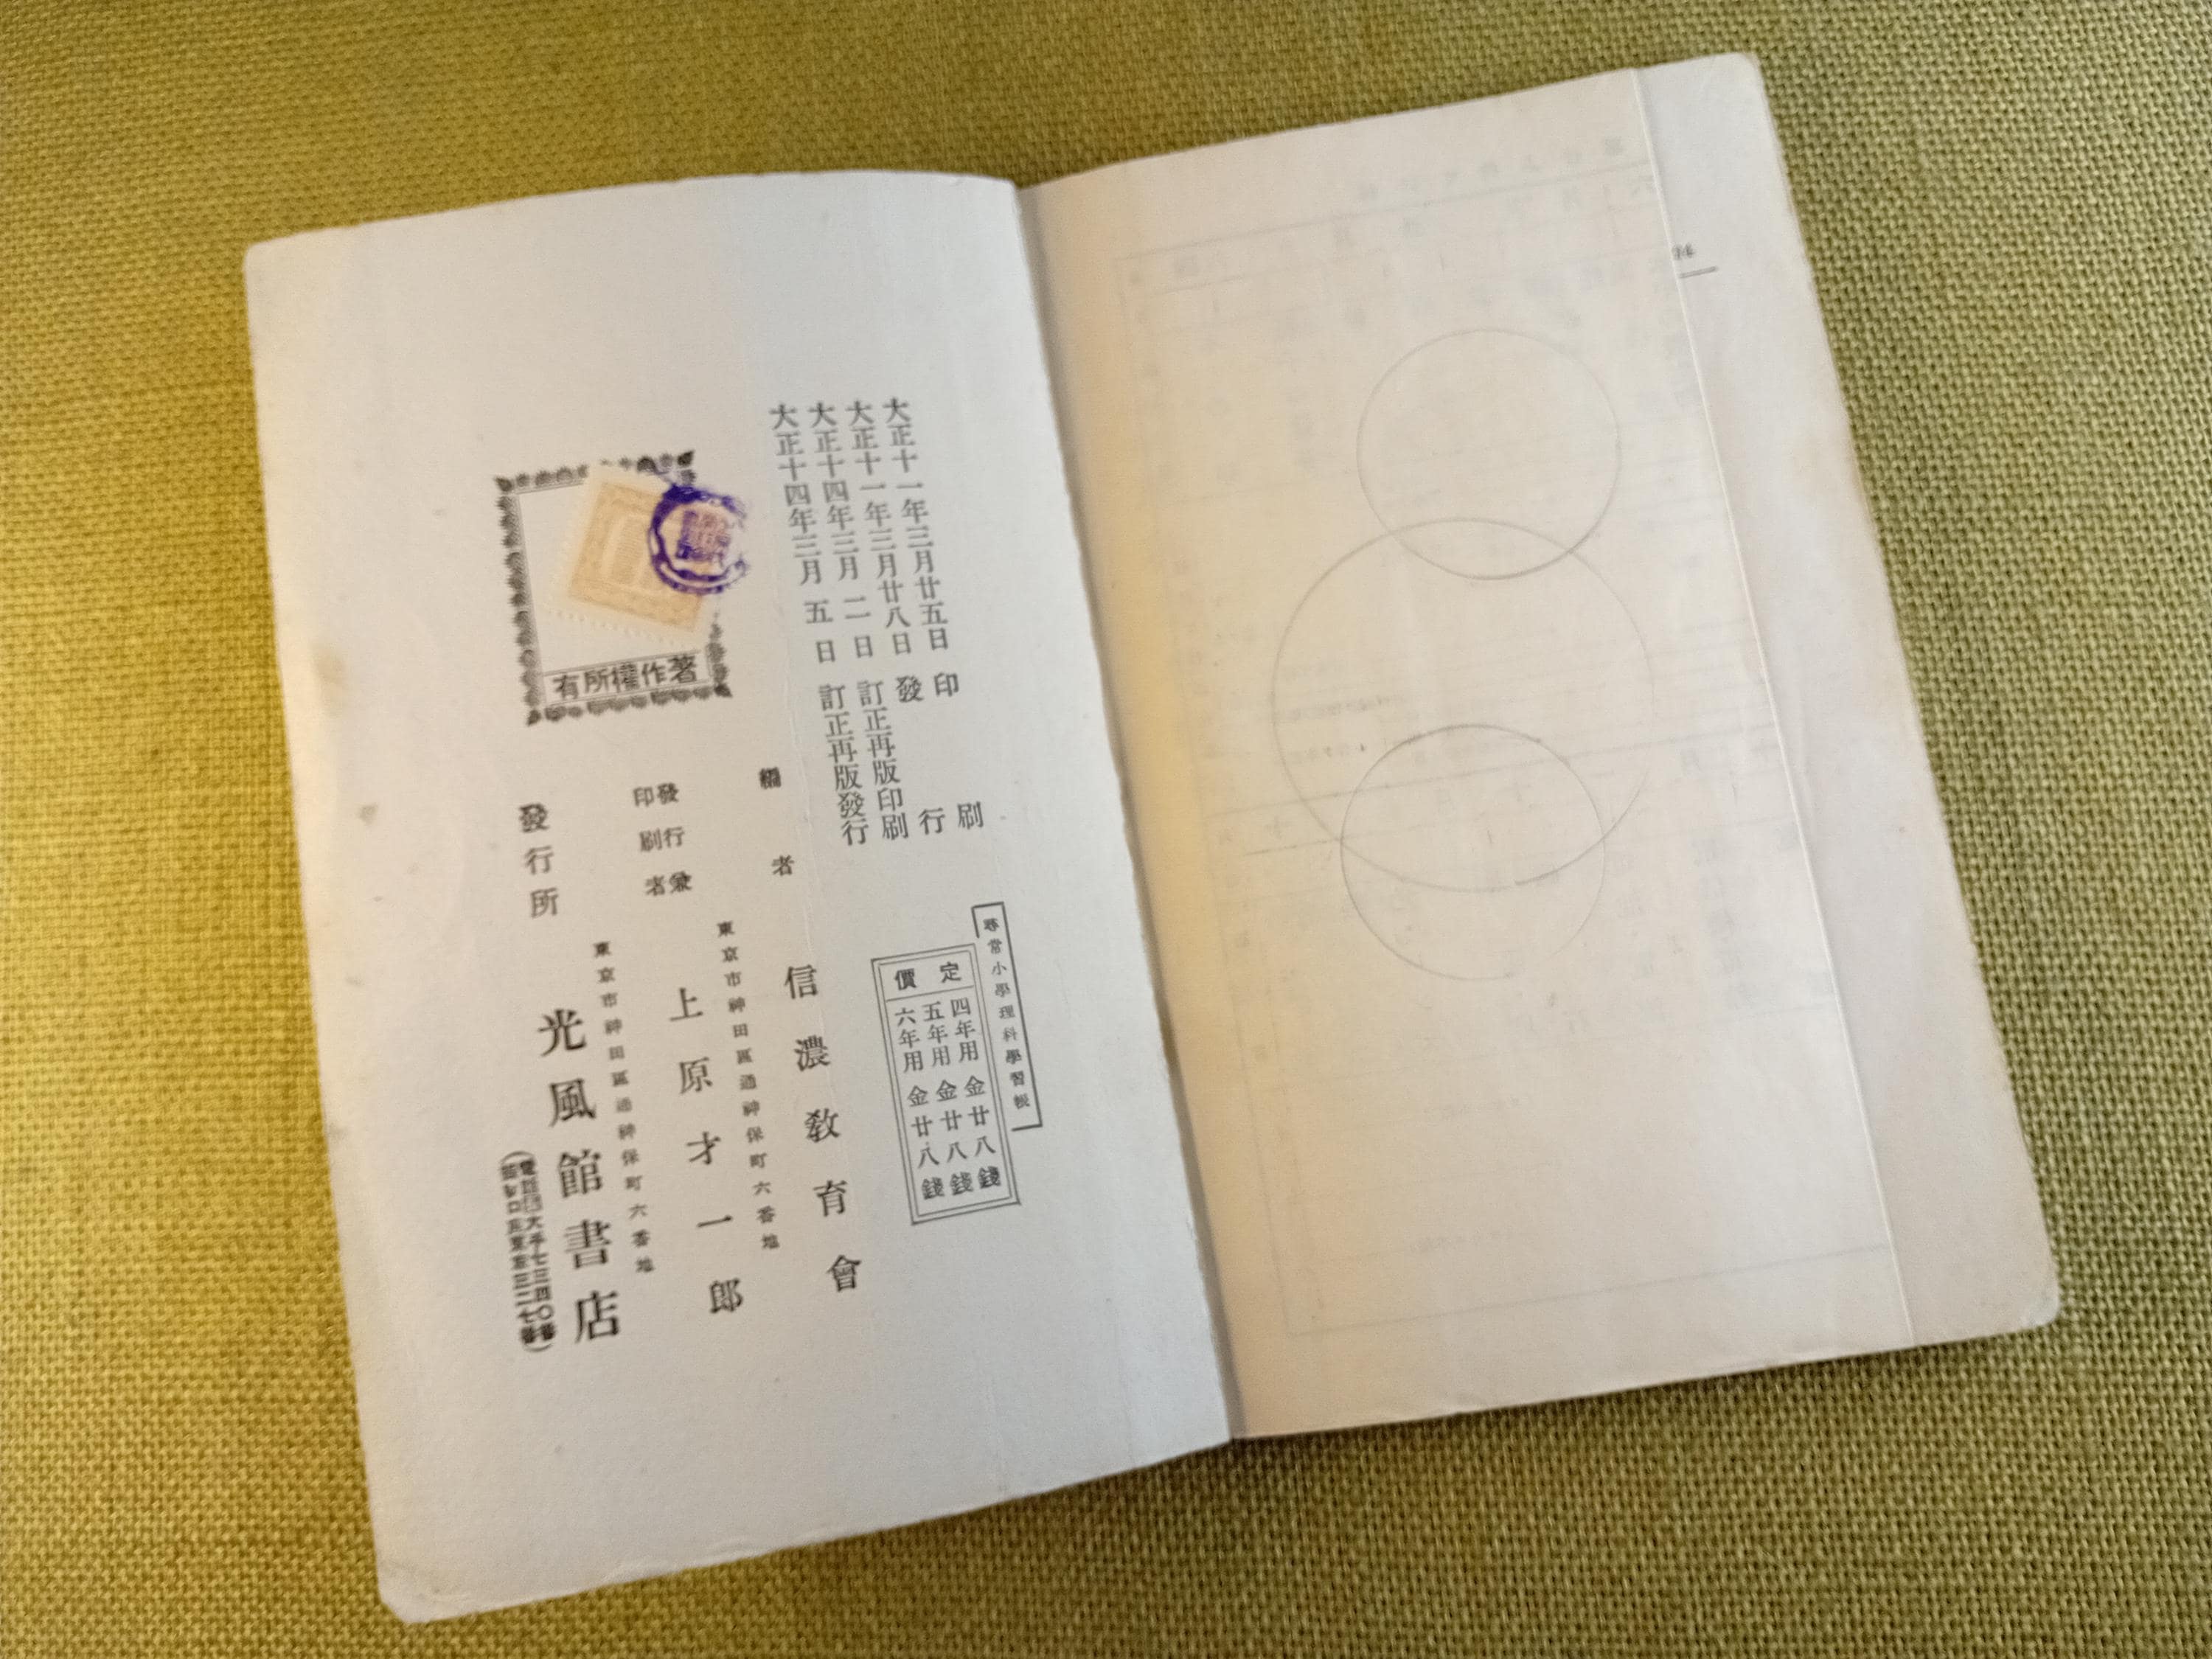 大正十一年三月廿五日 印刷
大正十一年三月廿八日 發行
大正十四年三月二日 訂正再版印刷
大正十四年三月五日 訂正再版發行
著作權所有
尋常小學理科學習帳
定價
四年用 金廿八錢
五年用 金廿八錢
六年用 金廿八錢
編者 信濃敎育會
東京市神田區通神保町六番地
發行兼印刷者 上原才一郎
東京市神田區通神保町六番地
發行所 光風館書店